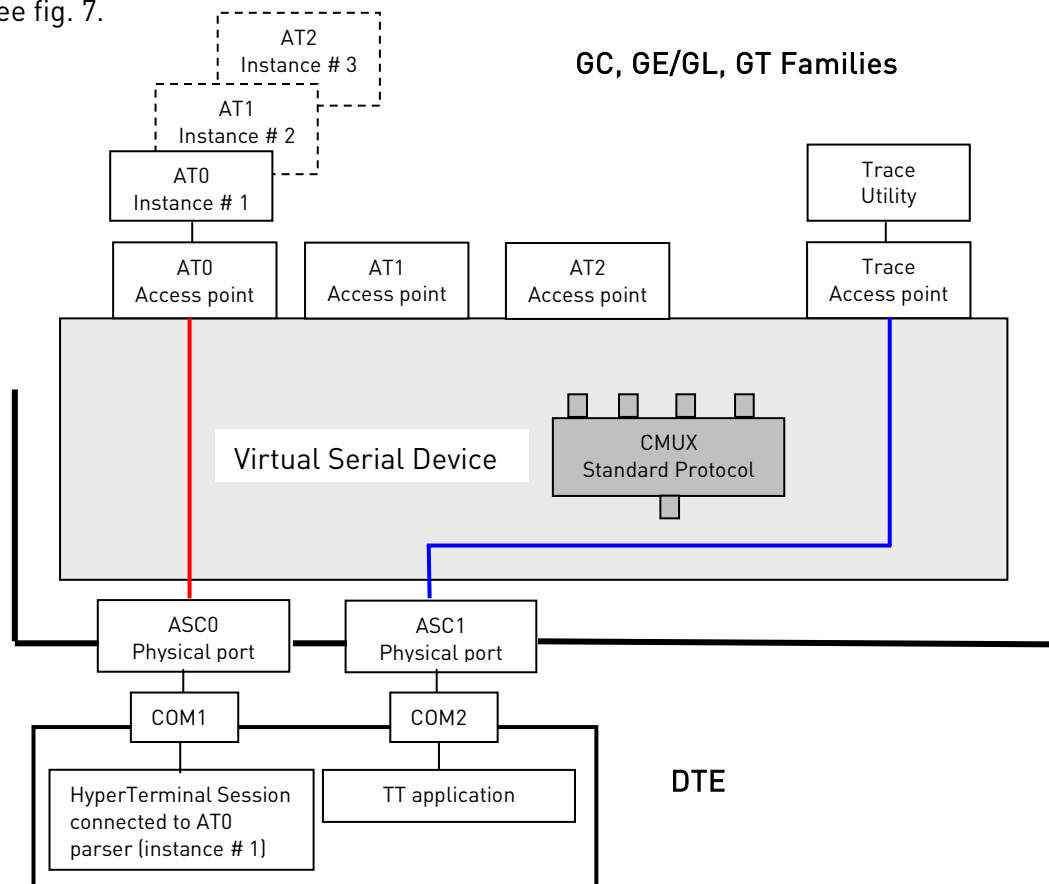 ee fig. 7.
AT2
Instance # 3
GC, GE/GL, GT Families
AT1
Instance # 2
AT0
Instance # 1
Trace
Utility
AT0
Access point
AT1
Access point
AT2
Access point
Trace
Access point
CMUX
Standard Protocol
Virtual Serial Device
ASC0
Physical port
ASC1
Physical port
COM1
COM2
HyperTerminal Session
connected to AT0
parser (instance # 1)
TT application
DTE